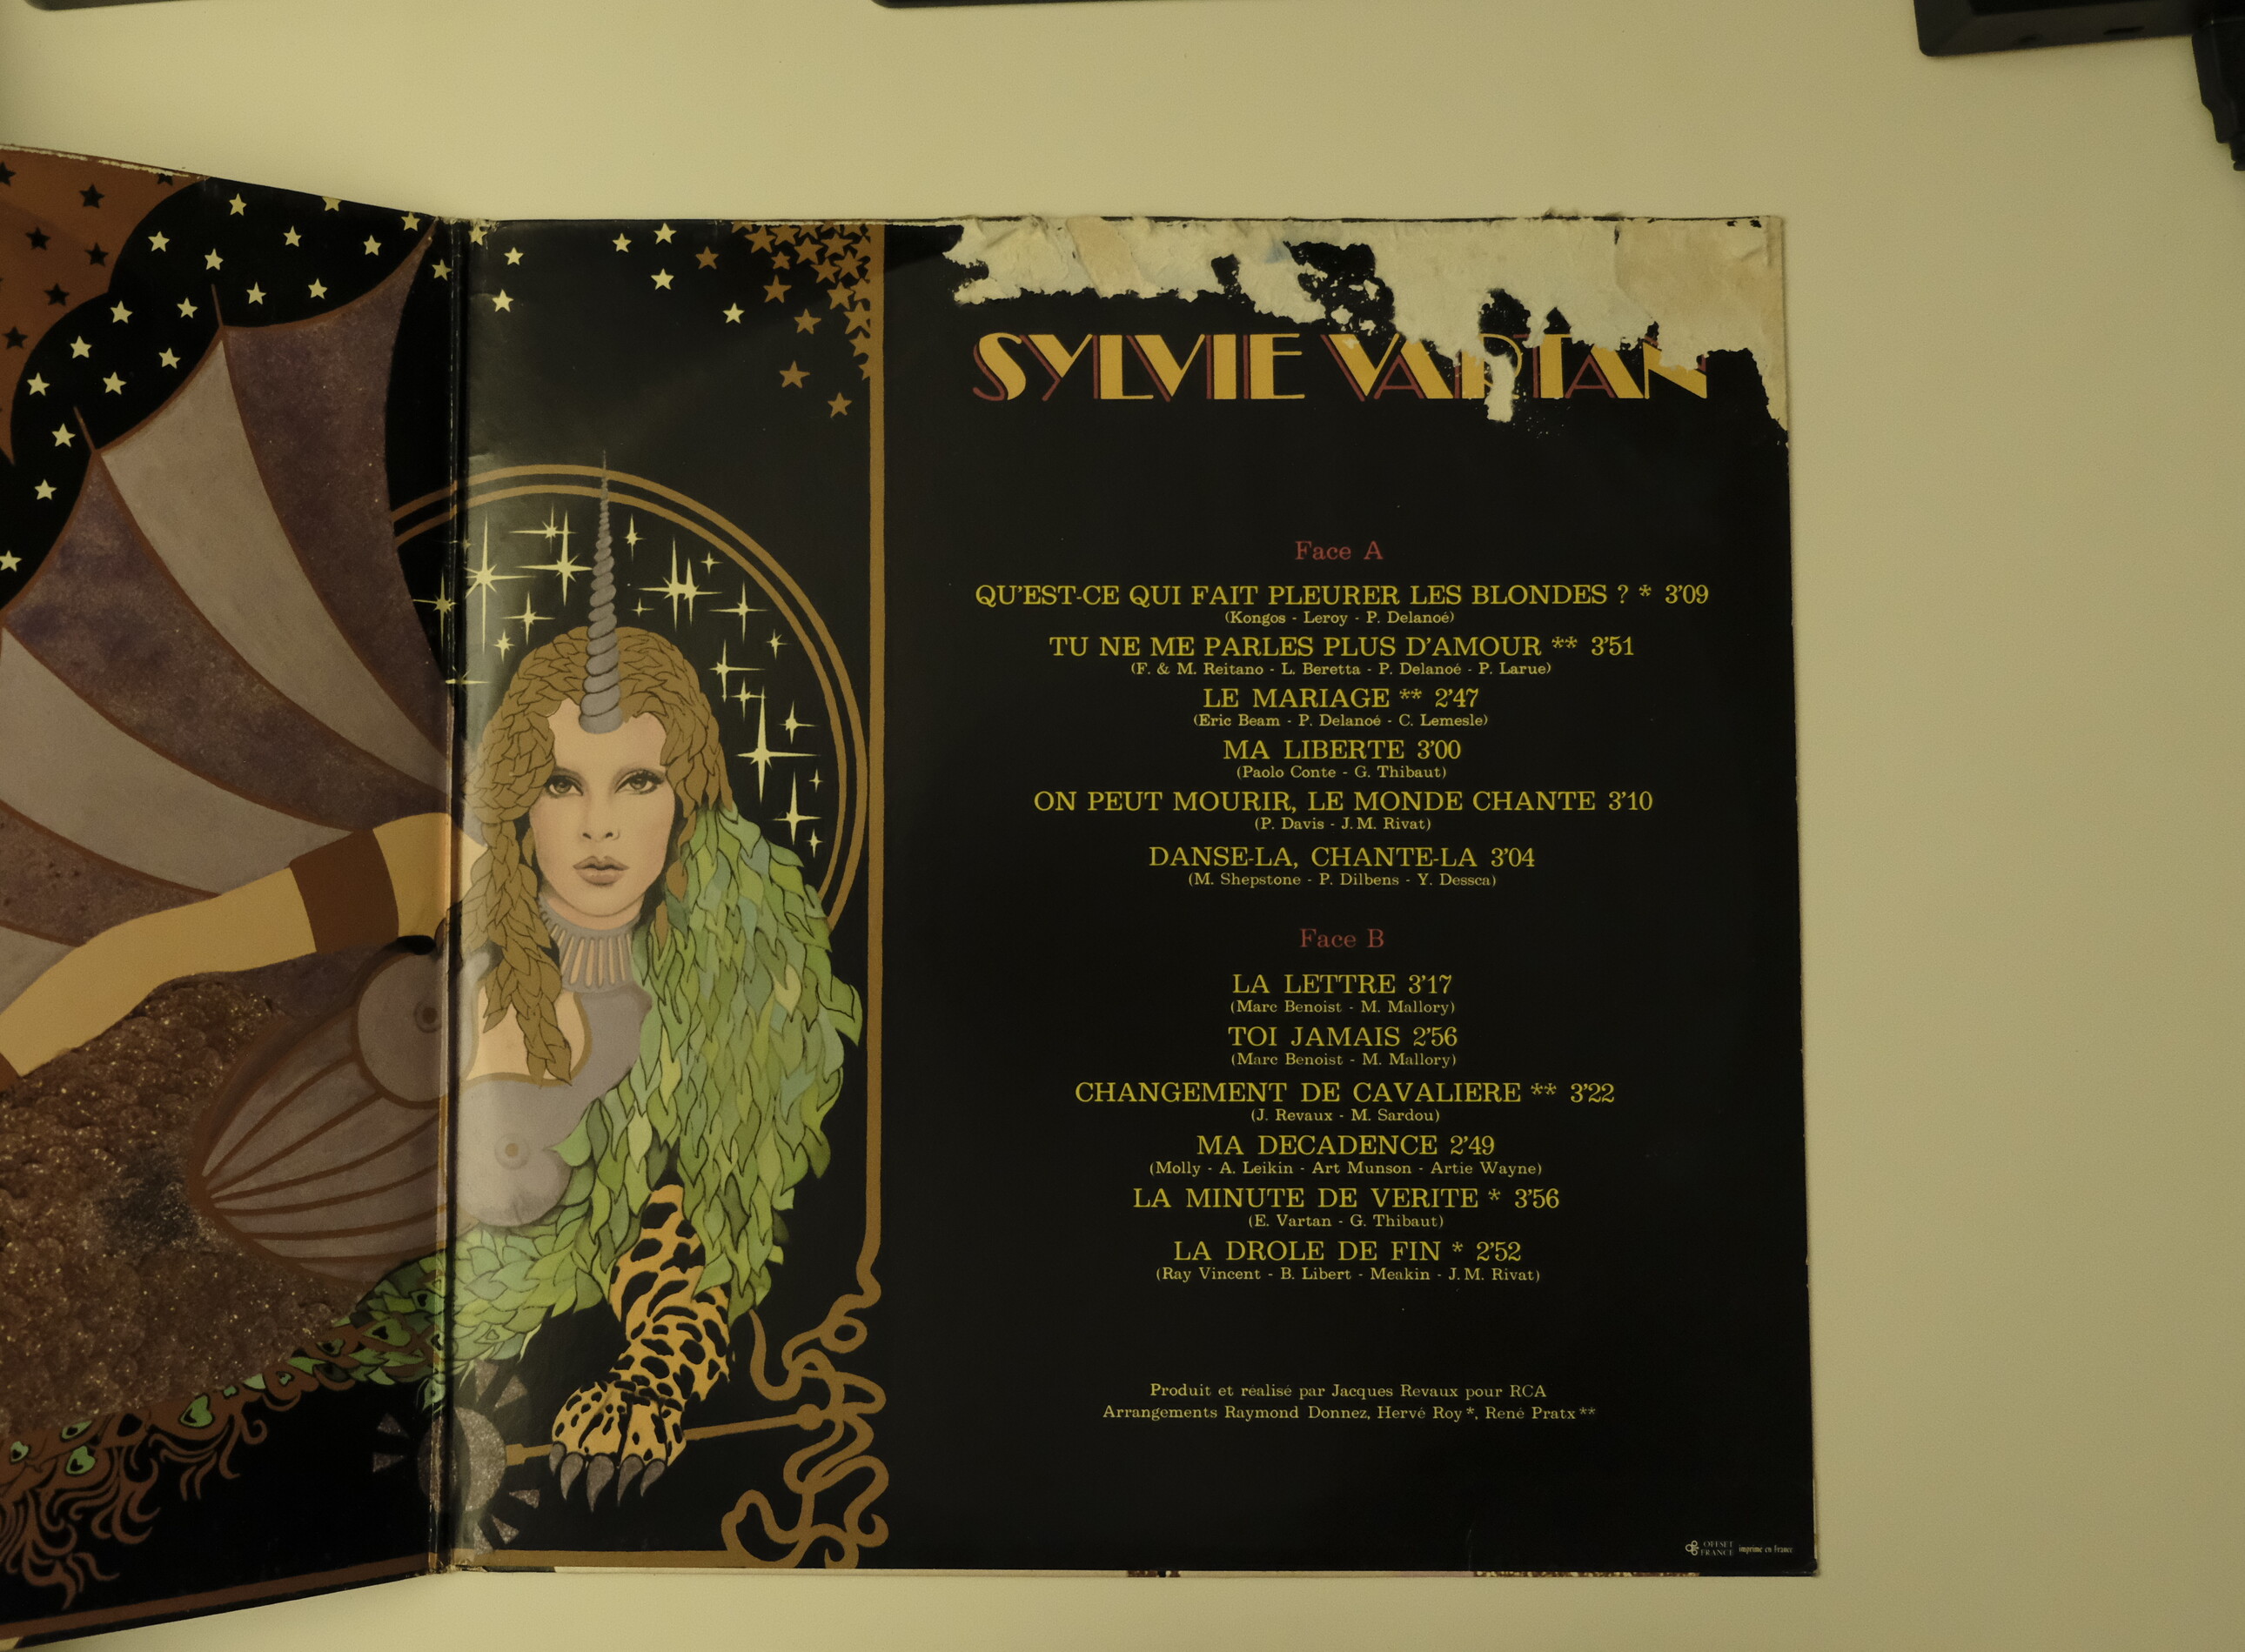 SYLVIE VARTAN
Face A
QU'EST-CE QUI FAIT PLEURER LES BLONDES ? * 3'09
(Kongos - Leroy - P. Delanoé)
TU NE ME PARLES PLUS D'AMOUR ** 3'51
(F. & M. Reitano - L. Beretta - P. Delanoé - P. Larue)
LE MARIAGE ** 2'47
(Eric Beam - P. Delanoé - C. Lemesle)
MA LIBERTE 3'00
(Paolo Conte - G. Thibaut)
ON PEUT MOURIR, LE MONDE CHANTE 3'10
(P. Davis - J.M. Rivat)
DANSE-LA, CHANTE-LA 3'04
(M. Shepstone - P. Dilbens - Y. Dessca)
Face B
LA LETTRE 3'17
(Marc Benoist - M. Mallory)
TOI JAMAIS 2'56
(Marc Benoist - M. Mallory)
CHANGEMENT DE CAVALIERE ** 3'22
(J. Revaux - M. Sardou)
MA DECADENCE 2'49
(Molly - A. Leikin - Art Munson - Artie Wayne)
LA MINUTE DE VERITE * 3'56
(E. Vartan - G. Thibaut)
LA DROLE DE FIN * 2'52
(Ray Vincent - B. Libert - Meakin - J.M. Rivat)
Produit et réalisé par Jacques Revaux pour RCA
Arrangements Raymond Donnez, Hervé Roy *, René Pratx **
OFFSET
FRANCE imprimé en France